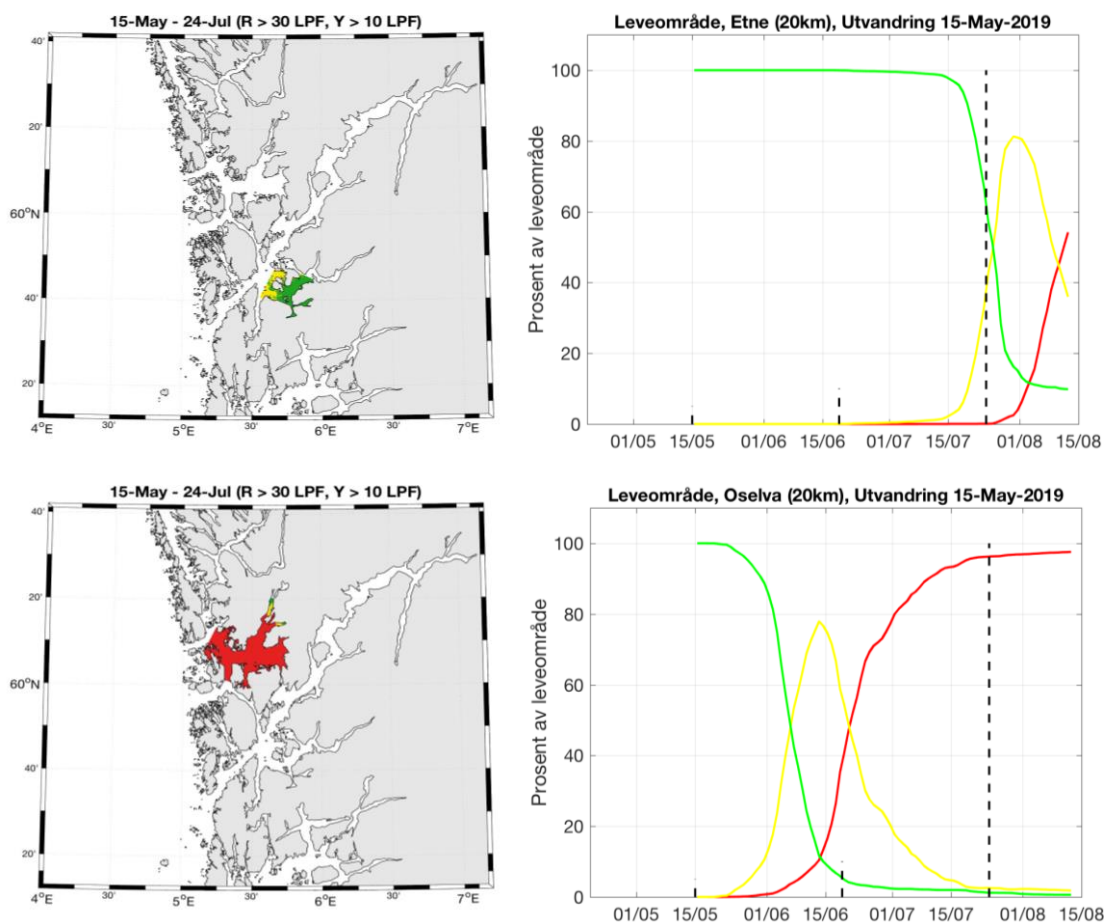 15-May - 24-Jul (R > 30 LPF, Y > 10 LPF)
40'
20'
60°N
40'
20'
4°E
30'
5°E
30'
6°E
30'
7°E
Leveområde, Etne (20km), Utvandring 15-May-2019
Prosent av leveområde
100
80
60
40
20
0
01/05 15/05 01/06 15/06 01/07 15/07 01/08 15/08
15-May - 24-Jul (R > 30 LPF, Y > 10 LPF)
40'
20'
60°N
40'
20'
4°E
30'
5°E
30'
6°E
30'
7°E
Leveområde, Oselva (20km), Utvandring 15-May-2019
Prosent av leveområde
100
80
60
40
20
0
01/05 15/05 01/06 15/06 01/07 15/07 01/08 15/08